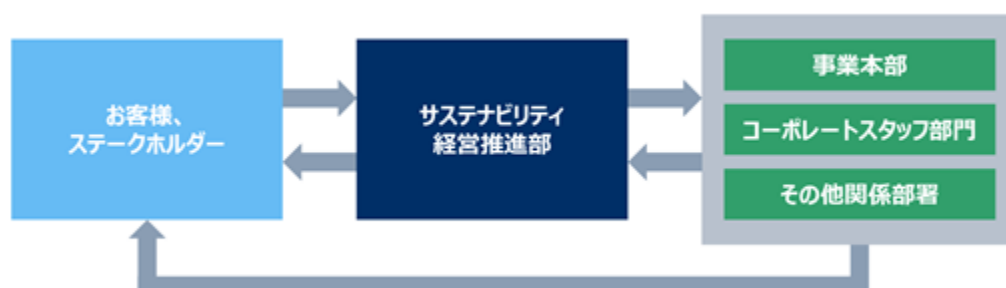 お客様、
ステークホルダー
サステナビリティ
経営推進部
事業本部
コーポレートスタッフ部門
その他関係部署